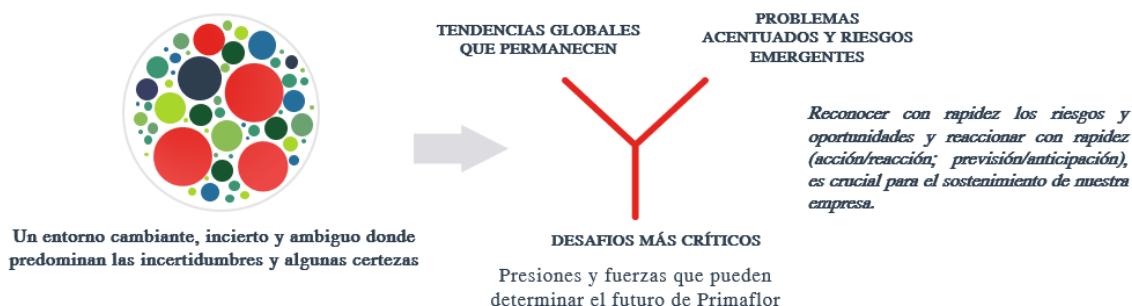 TENDENCIAS GLOBALES
QUE PERMANECEN
PROBLEMAS
ACENTUADOS Y RIESGOS
EMERGENTES
Reconocer con rapidez los riesgos y
oportunidades y reaccionar con rapidez
(acción/reacción; previsión/anticipación),
es crucial para el sostenimiento de nuestra
empresa.
Un entorno cambiante, incierto y ambiguo donde
predominan las incertidumbres y algunas certezas
DESAFIOS MÁS CRÍTICOS
Presiones y fuerzas que pueden
determinar el futuro de Primaflor